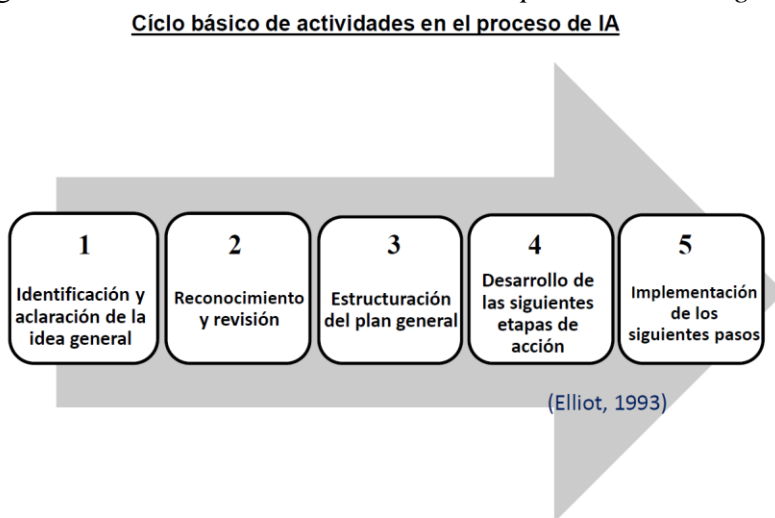 Cíclo básico de actividades en el proceso de IA
1
Identificación y
aclaración de la
idea general
2
Reconocimiento
y revisión
3
Estructuración
del plan general
4
Desarrollo de
las siguientes
etapas de
acción
5
Implementación
de los
siguientes pasos
(Elliot, 1993)